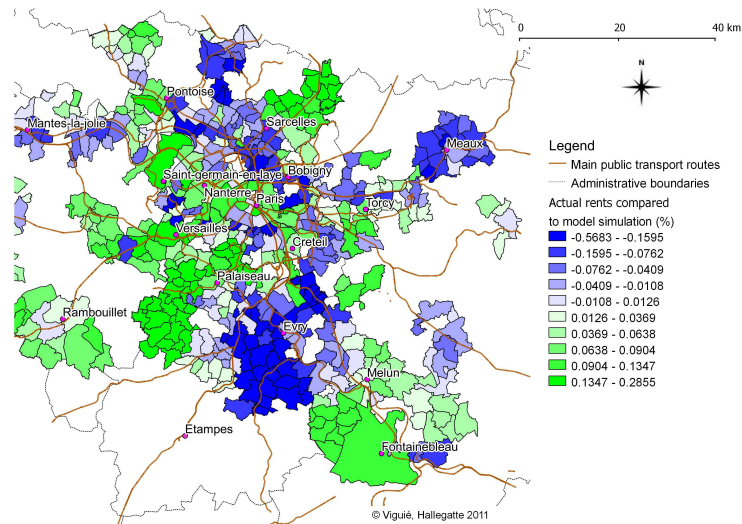 0 20 40 km
N
Pontoise
Mantes-la-jolie
Sarcelles
Meaux
Saint-germain-en-laye
Bobigny
Nanterre
Paris
Torcy
Versailles
Creteil
Palaiseau
Rambouillet
Evry
Melun
Etampes
Fontainebleau
Legend
Main public transport routes
Administrative boundaries
Actual rents compared
to model simulation (%)
-0.5683 - -0.1595
-0.1595 - -0.0762
-0.0762 - -0.0409
-0.0409 - -0.0108
-0.0108 - 0.0126
0.0126 - 0.0369
0.0369 - 0.0638
0.0638 - 0.0904
0.0904 - 0.1347
0.1347 - 0.2855
© Viguié, Hallegatte 2011